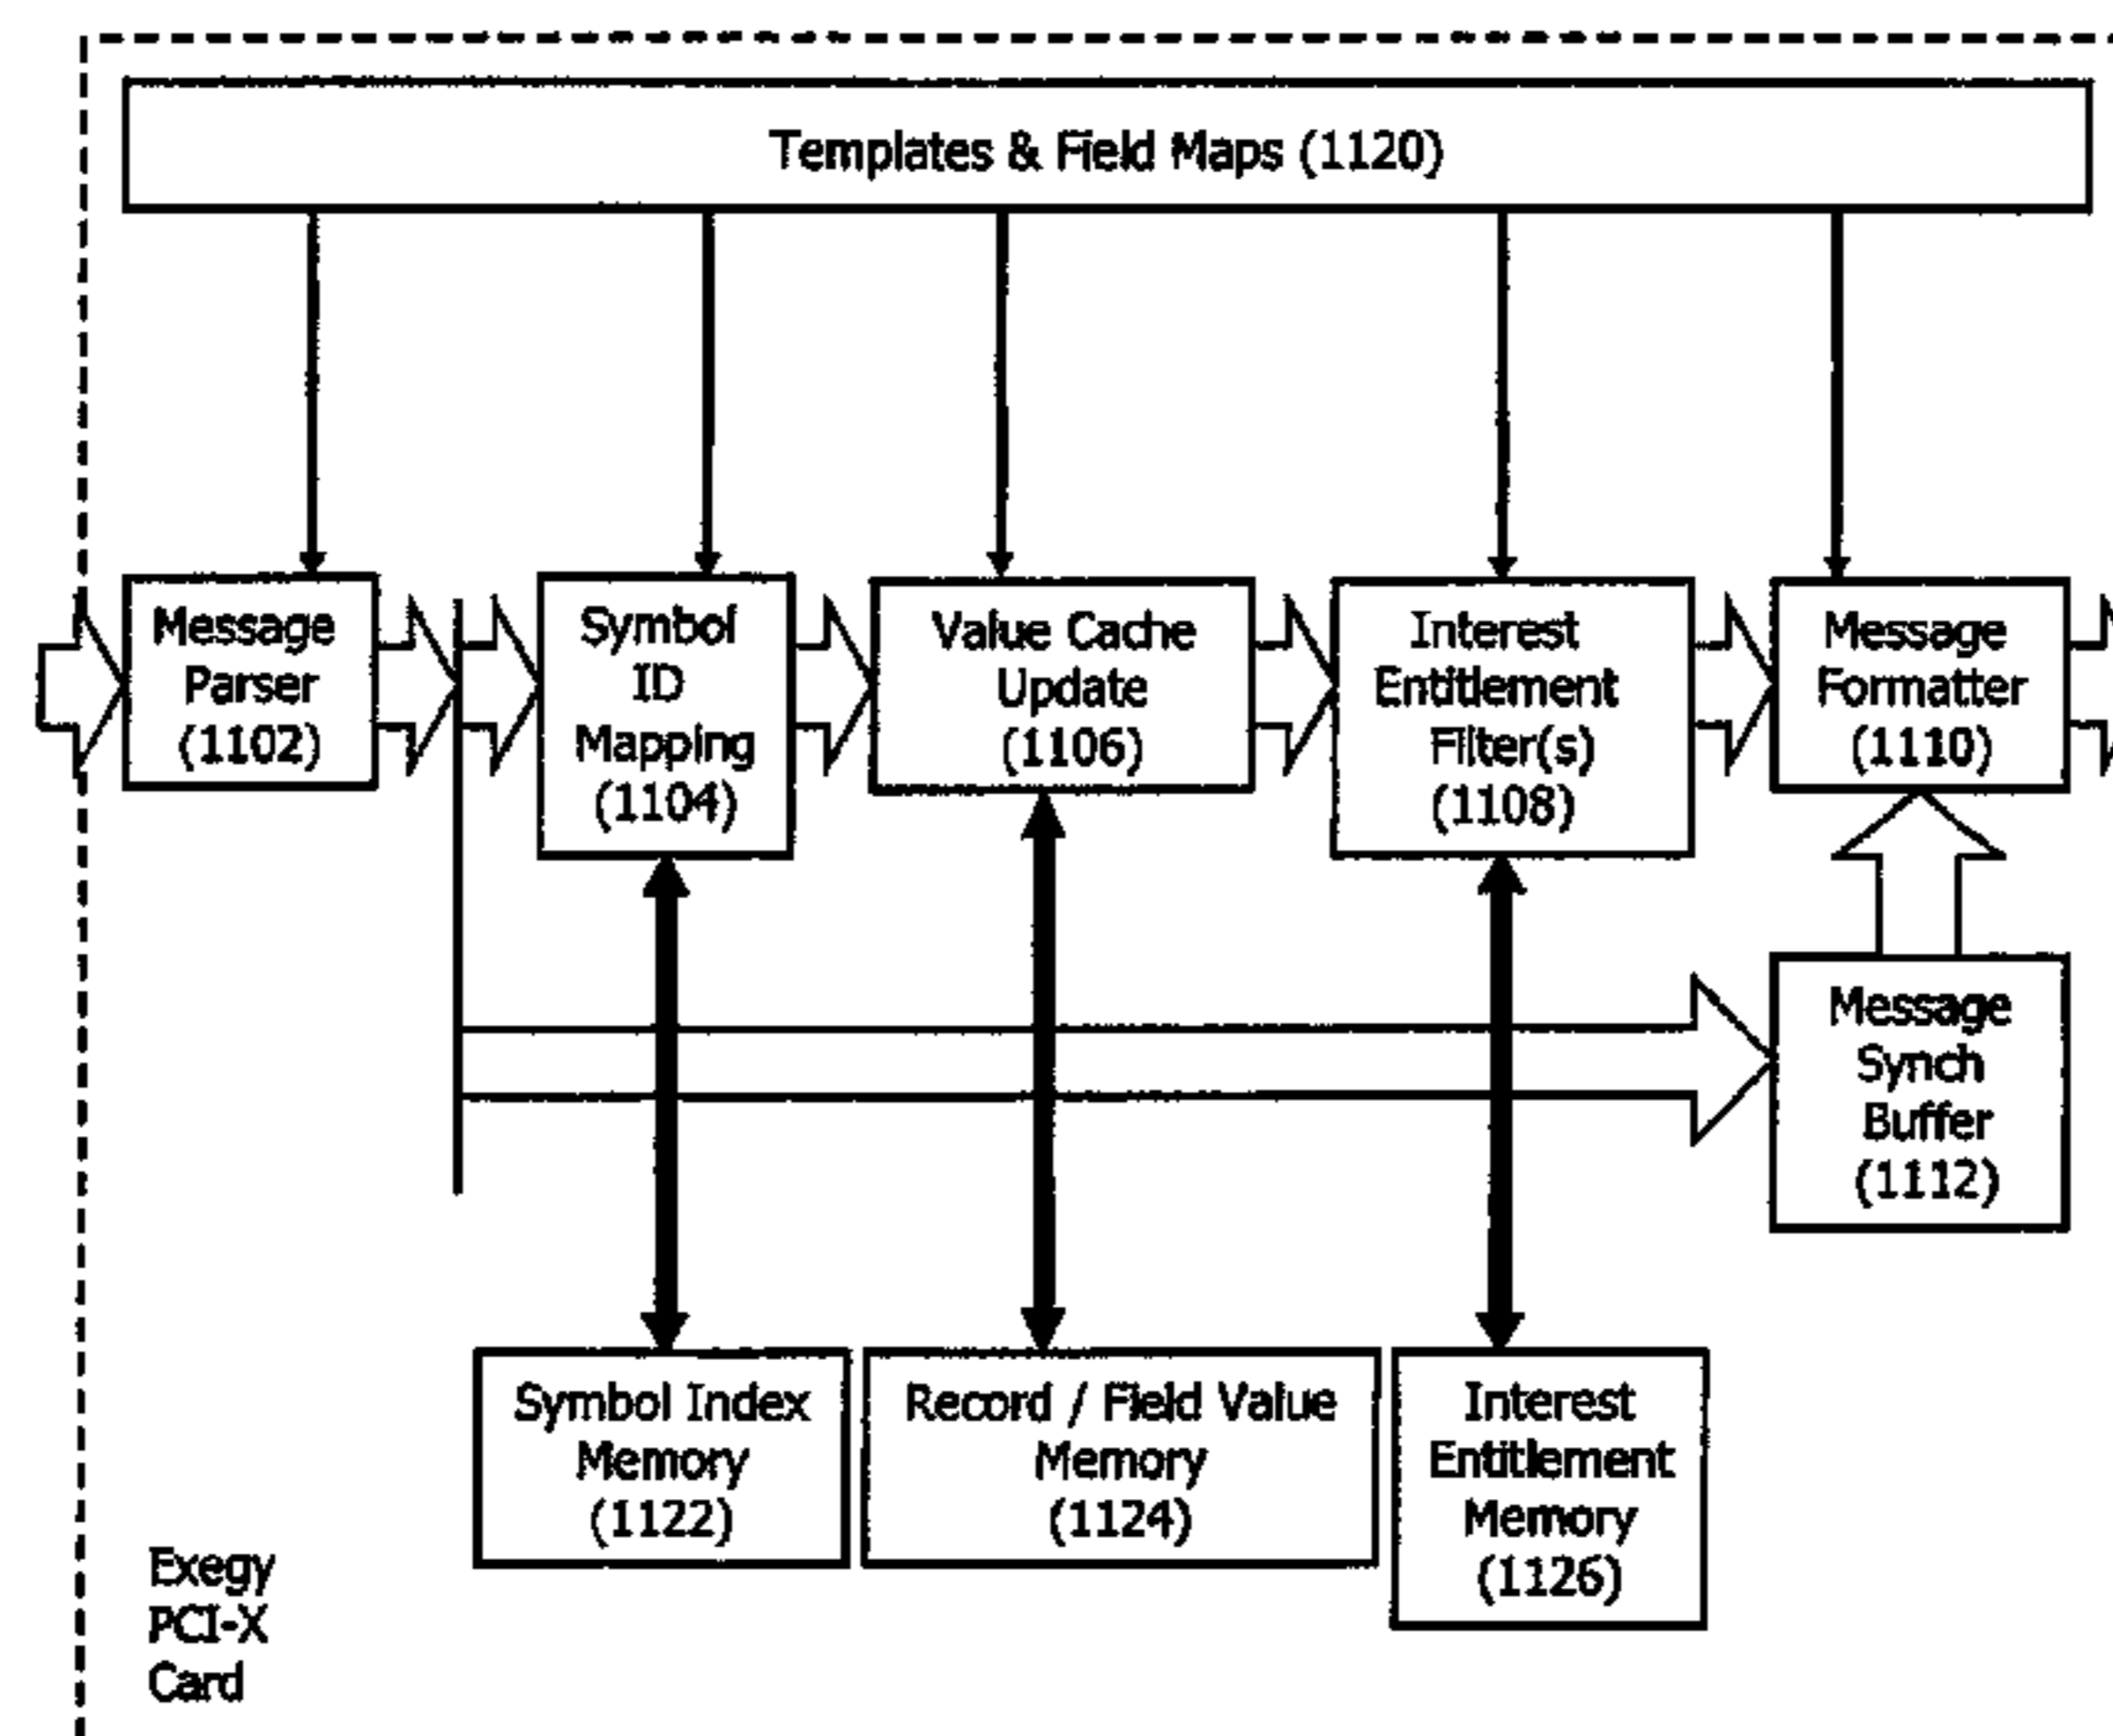 Templates & Field Maps (1120)
Message
Parser
(1102)
Symbol
ID
Mapping
(1104)
Value Cache
Update
(1106)
Interest
Entitlement
Filter(s)
(1108)
Message
Formatter
(1110)
Message
Synch
Buffer
(1112)
Symbol Index
Memory
(1122)
Record / Field Value
Memory
(1124)
Interest
Entitlement
Memory
(1126)
Exegy
PCI-X
Card